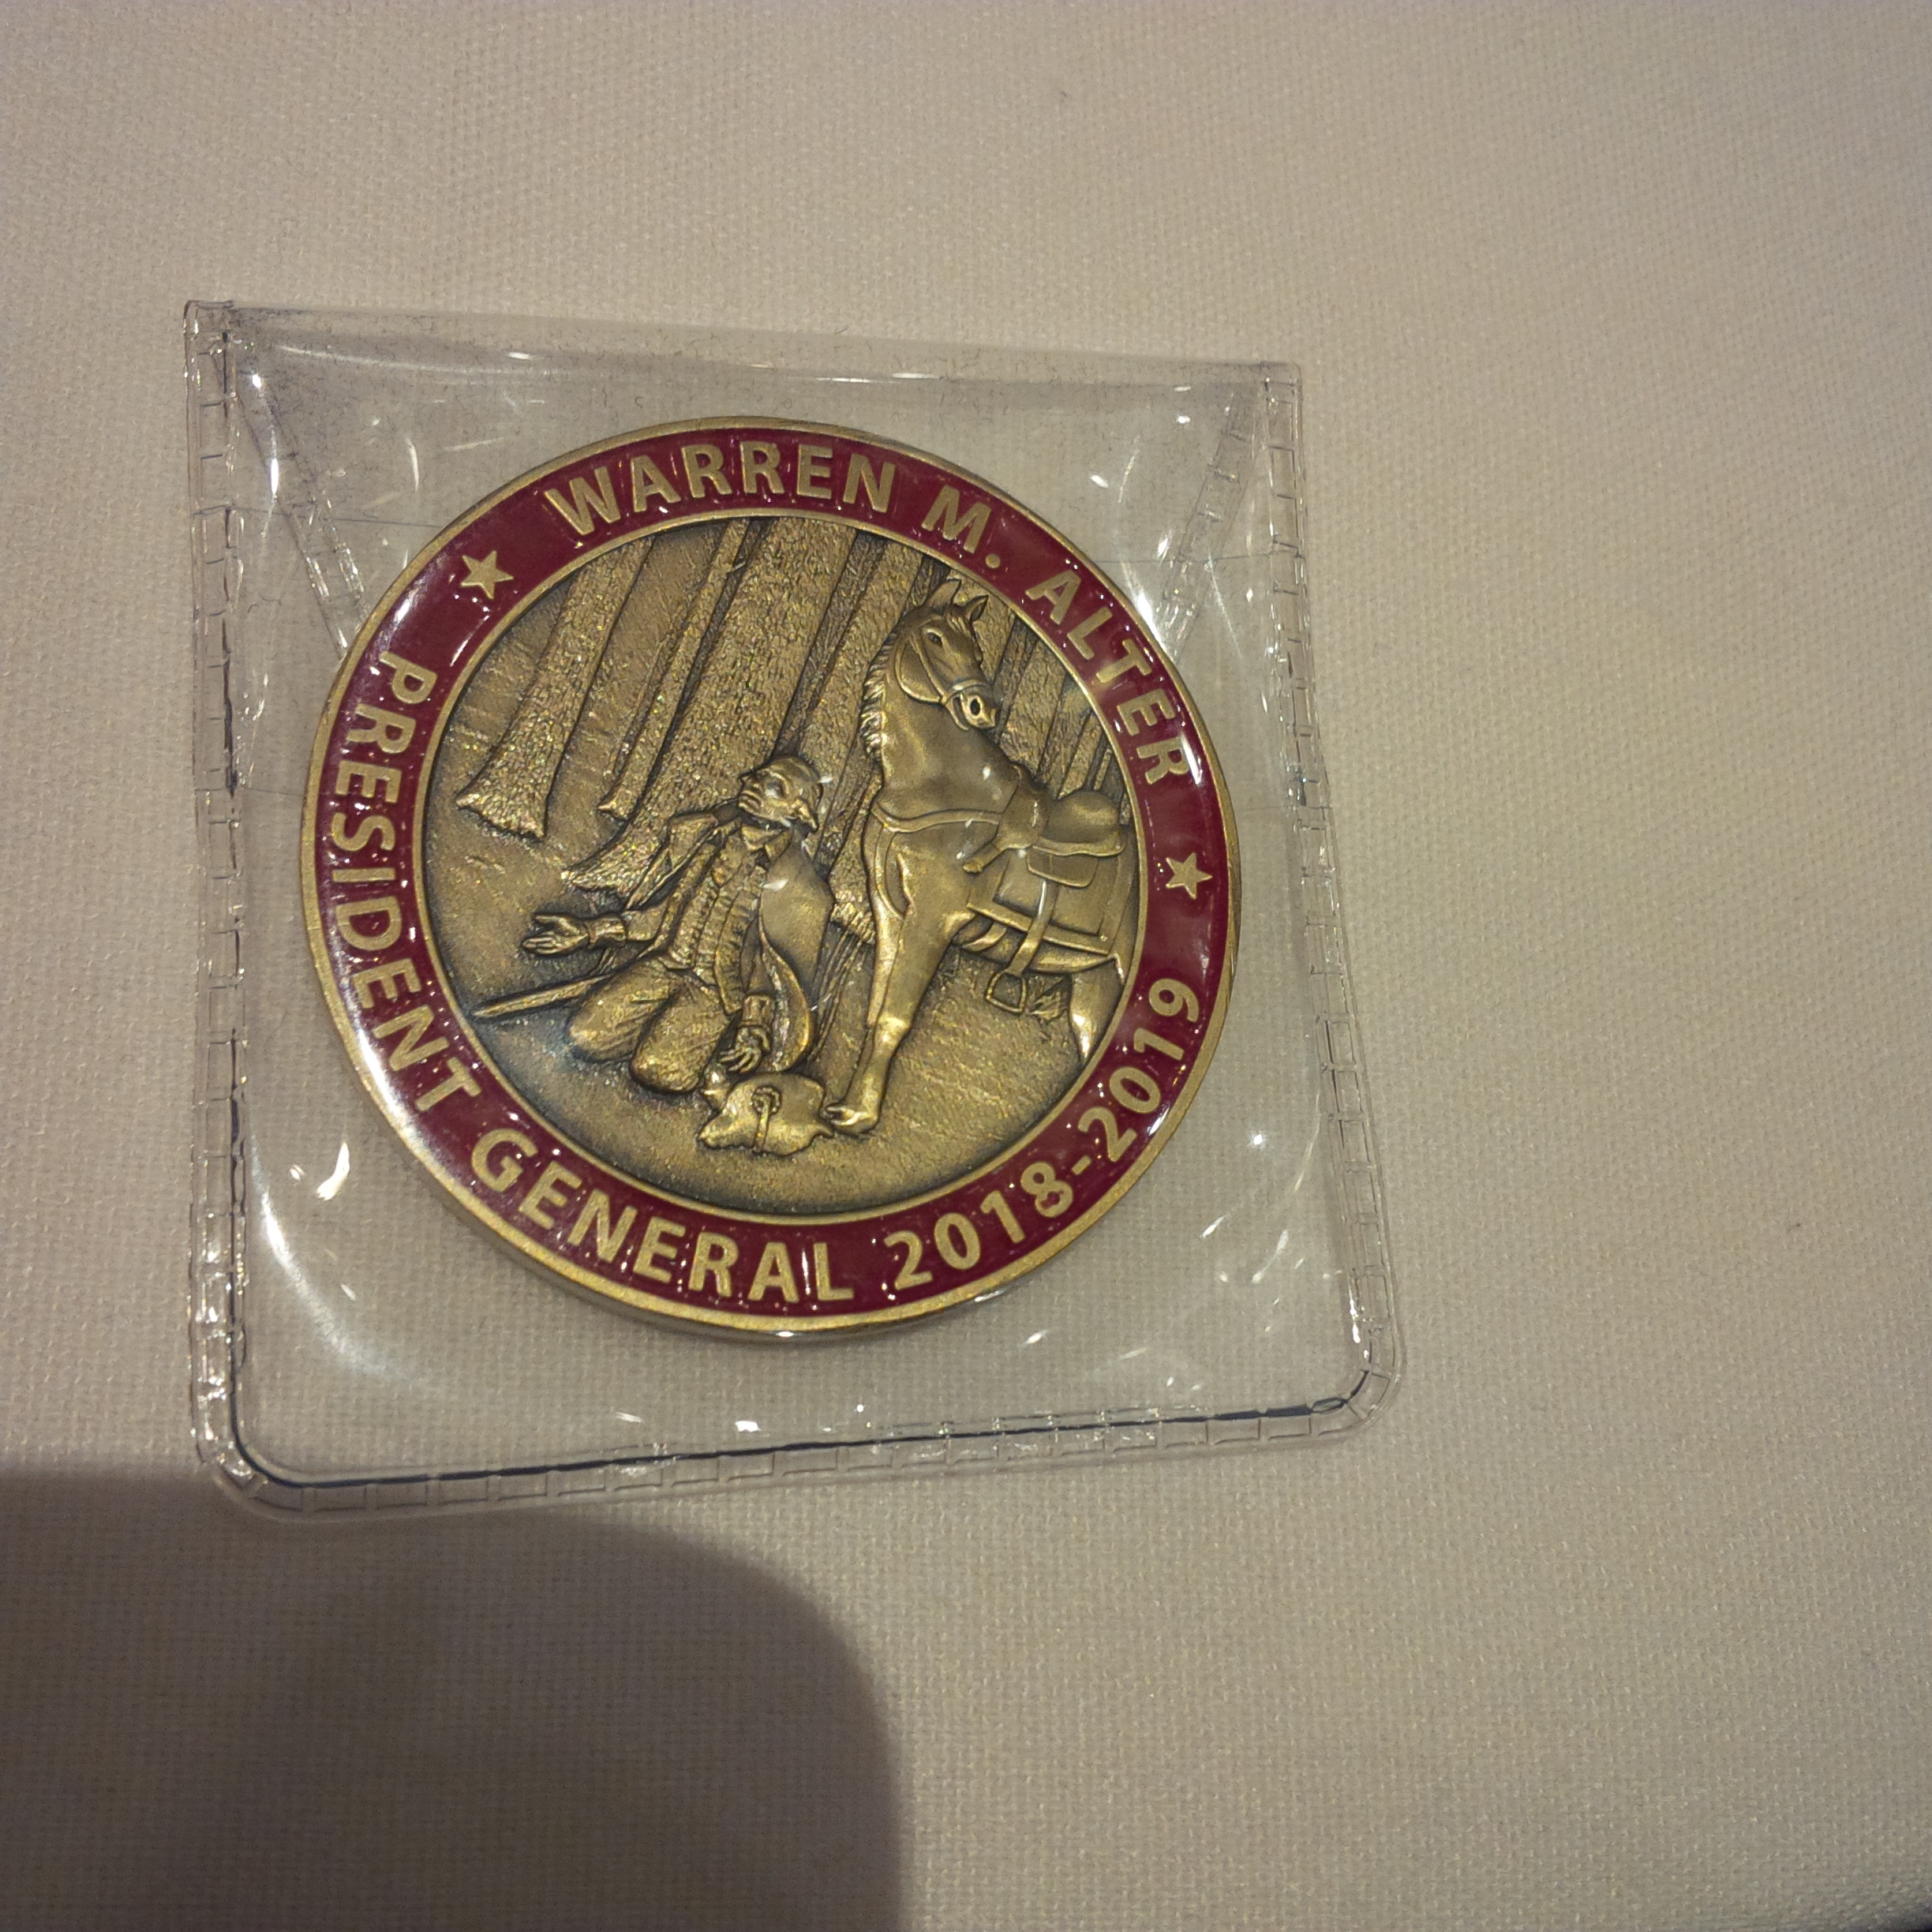 WARREN M. ALTER
PRESIDENT GENERAL 2018-2019